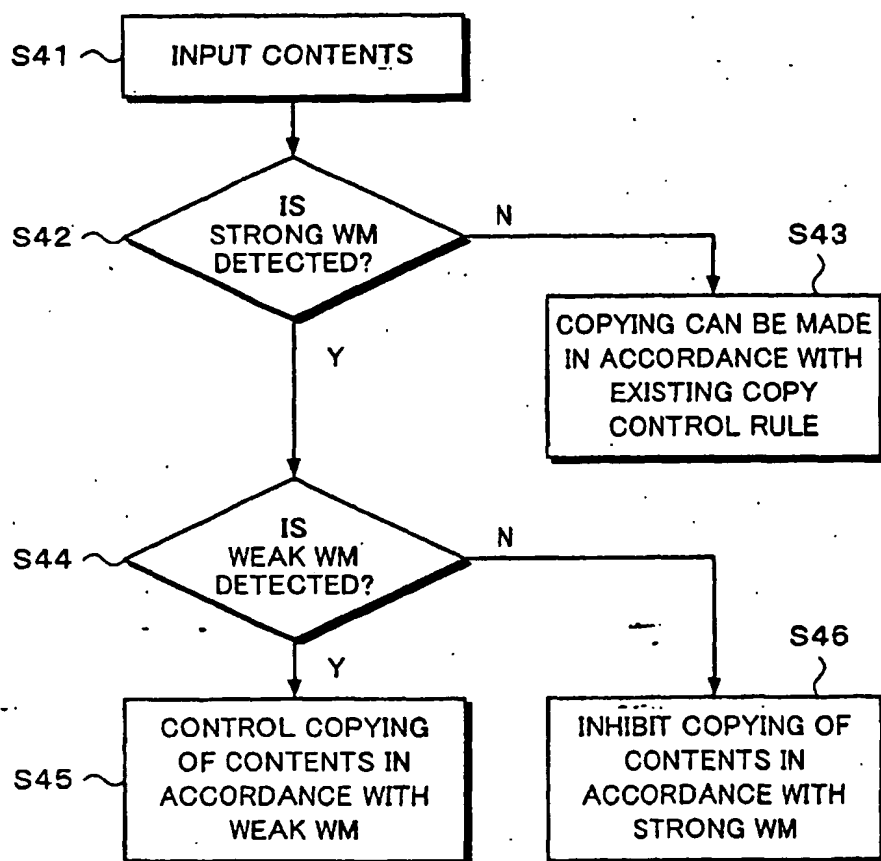 S41
INPUT CONTENTS
S42
IS
STRONG WM
DETECTED?
N
Y
S43
COPYING CAN BE MADE
IN ACCORDANCE WITH
EXISTING COPY
CONTROL RULE
S44
IS
WEAK WM
DETECTED?
N
Y
S45
CONTROL COPYING
OF CONTENTS IN
ACCORDANCE WITH
WEAK WM
S46
INHIBIT COPYING OF
CONTENTS IN
ACCORDANCE WITH
STRONG WM